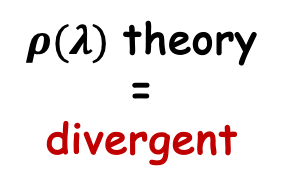 ρ(λ) theory
=
divergent